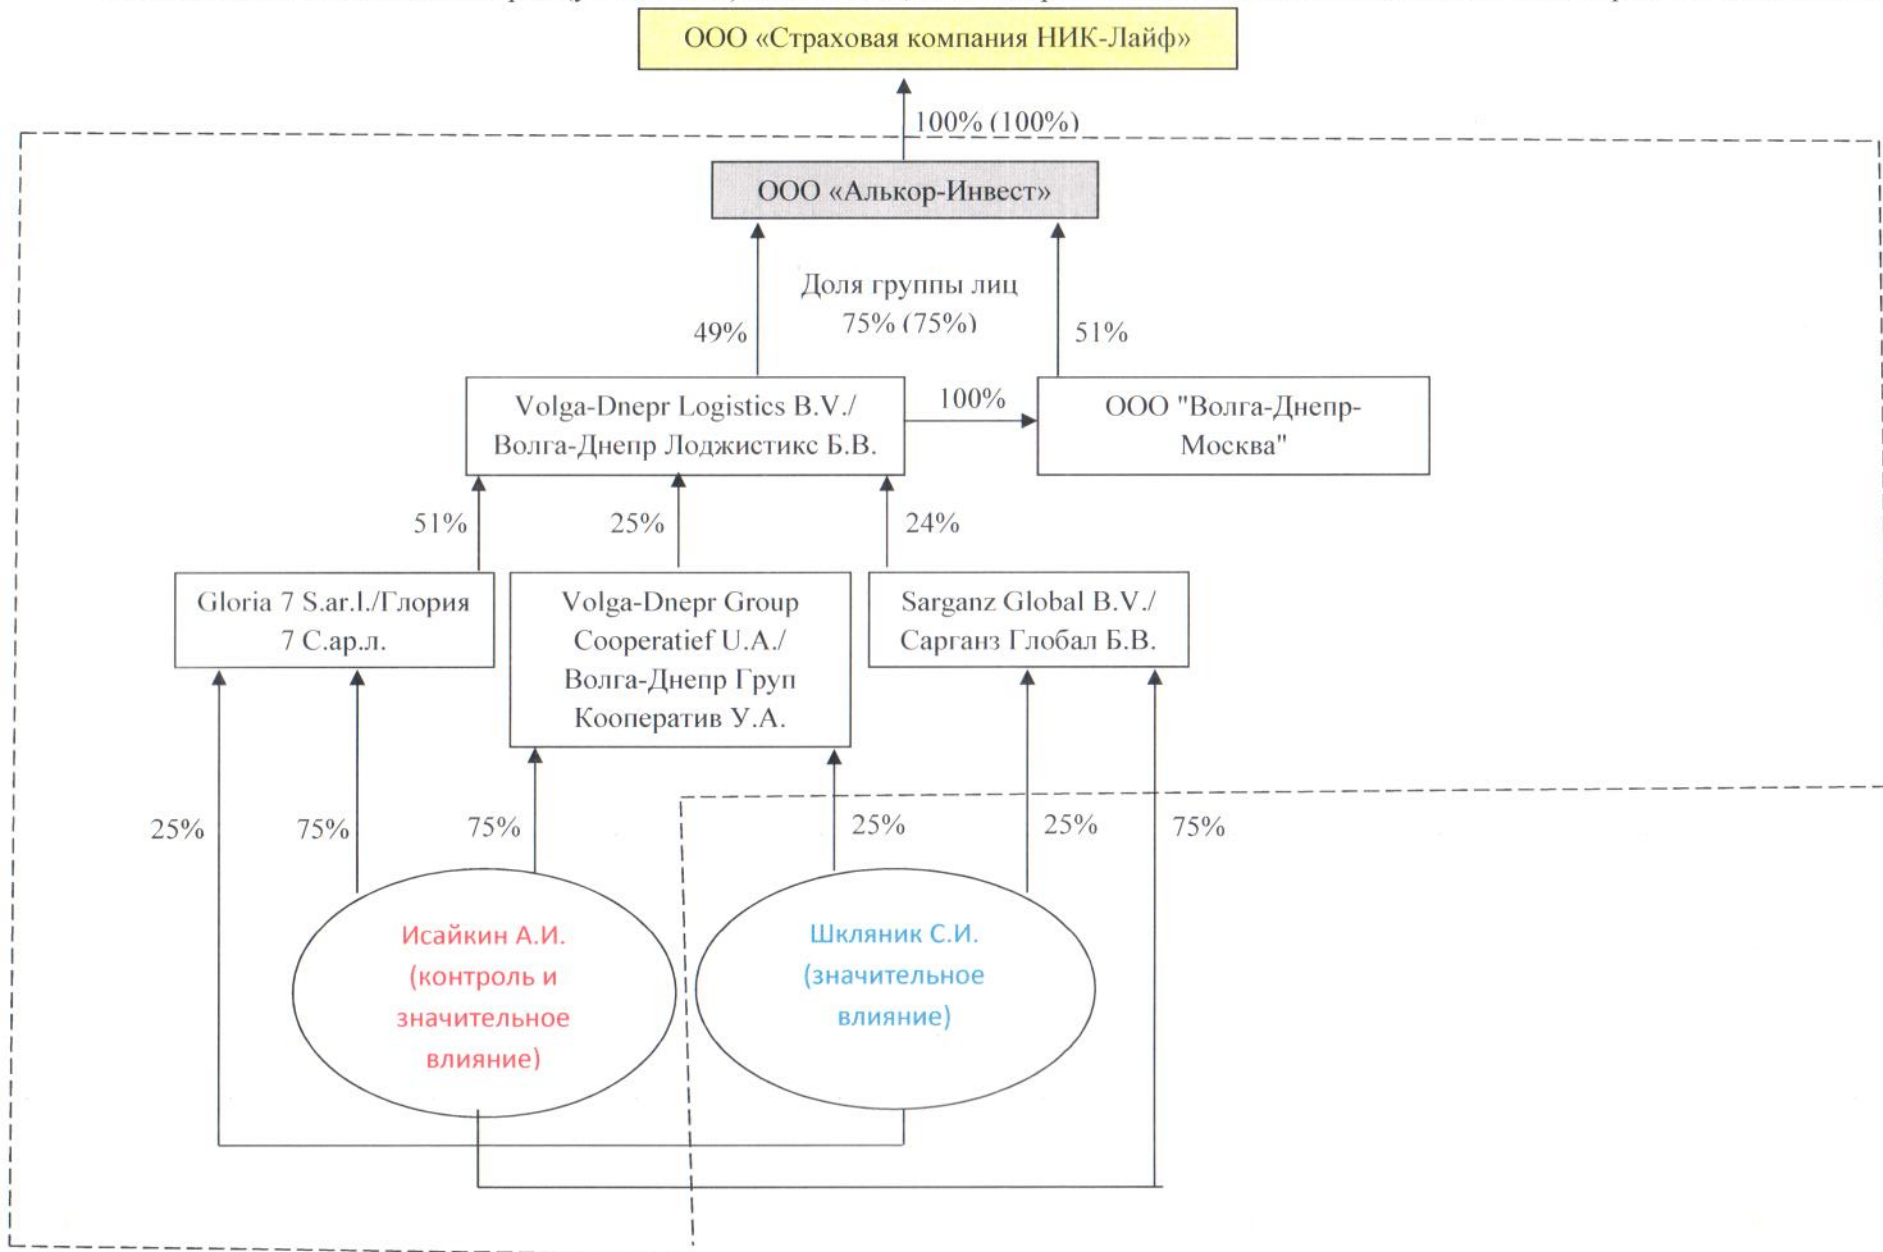 ООО «Страховая компания НИК-Лайф»
100% (100%)
ООО «Алькор-Инвест»
Доля группы лиц
75% (75%)
49%
51%
Volga-Dnepr Logistics B.V./
Волга-Днепр Лоджистикс Б.В.
100%
ООО "Волга-Днепр-
Москва"
51%
25%
24%
Gloria 7 S.ar.l./Глория
7 С.ар.л.
Volga-Dnepr Group
Cooperatief U.A./
Волга-Днепр Груп
Кооператив У.А.
Sarganz Global B.V./
Сарганз Глобал Б.В.
25%
75%
75%
25%
25%
75%
Исайкин А.И.
(контроль и
значительное
влияние)
Шкляник С.И.
(значительное
влияние)